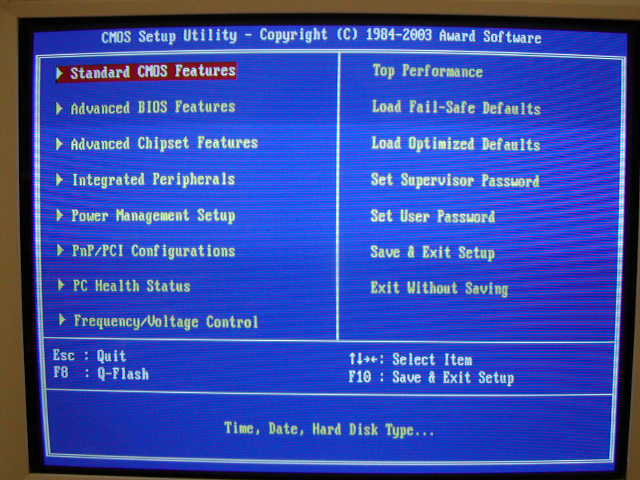 CMOS Setup Utility - Copyright (C) 1984-2003 Award Software
Standard CMOS Features
Advanced BIOS Features
Advanced Chipset Features
Integrated Peripherals
Power Management Setup
PnP/PCI Configurations
PC Health Status
Frequency/Voltage Control
Top Performance
Load Fail-Safe Defaults
Load Optimized Defaults
Set Supervisor Password
Set User Password
Save & Exit Setup
Exit Without Saving
Esc : Quit
F8 : Q-Flash
↑↓→←: Select Item
F10 : Save & Exit Setup
Time, Date, Hard Disk Type...